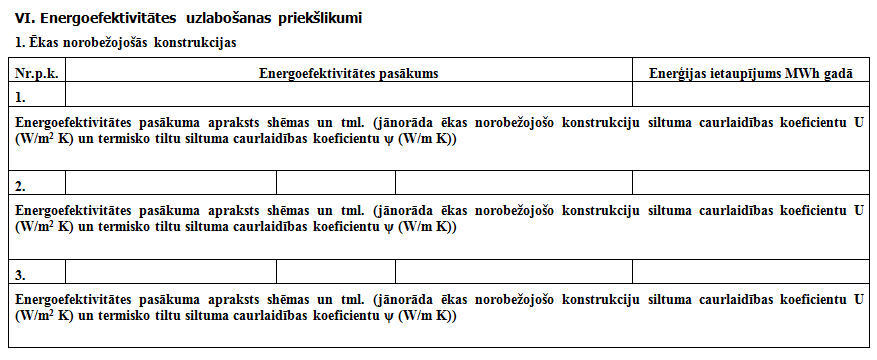 VI. Energoefektivitātes uzlabošanas priekšlikumi
1. Ēkas norobežojošās konstrukcijas
Nr.p.k. Energoefektivitātes pasākums Enerģijas ietaupījums MWh gadā
1.
Energoefektivitātes pasākuma apraksts shēmas un tml. (jānorāda ēkas norobežojošo konstrukciju siltuma caurlaidības koeficientu U
(W/m² K) un termisko tiltu siltuma caurlaidības koeficientu ψ (W/m K))
2.
Energoefektivitātes pasākuma apraksts shēmas un tml. (jānorāda ēkas norobežojošo konstrukciju siltuma caurlaidības koeficientu U
(W/m² K) un termisko tiltu siltuma caurlaidības koeficientu ψ (W/m K))
3.
Energoefektivitātes pasākuma apraksts shēmas un tml. (jānorāda ēkas norobežojošo konstrukciju siltuma caurlaidības koeficientu U
(W/m² K) un termisko tiltu siltuma caurlaidības koeficientu ψ (W/m K))